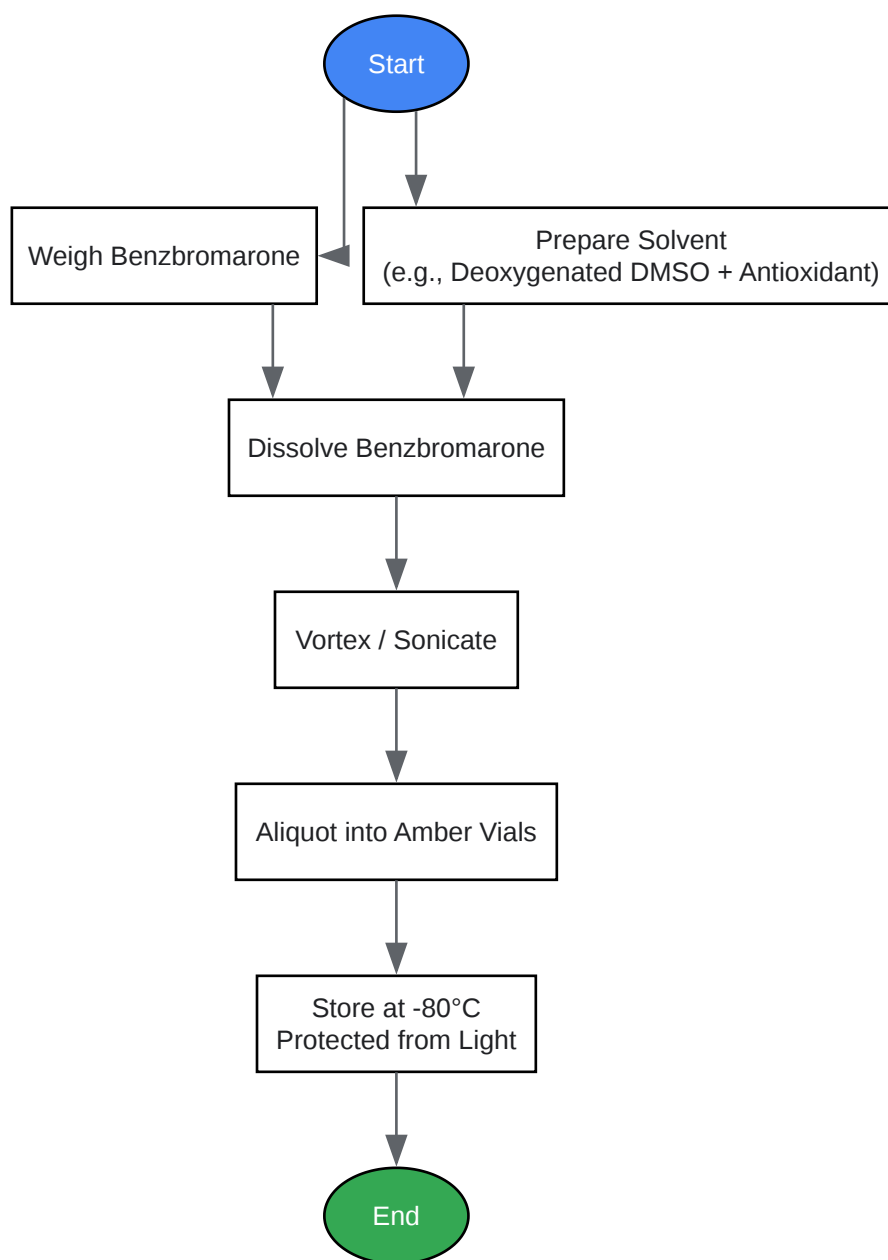 Start
Weigh Benzbromarone
Prepare Solvent
(e.g., Deoxygenated DMSO + Antioxidant)
Dissolve Benzbromarone
Vortex / Sonicate
Aliquot into Amber Vials
Store at -80°C
Protected from Light
End